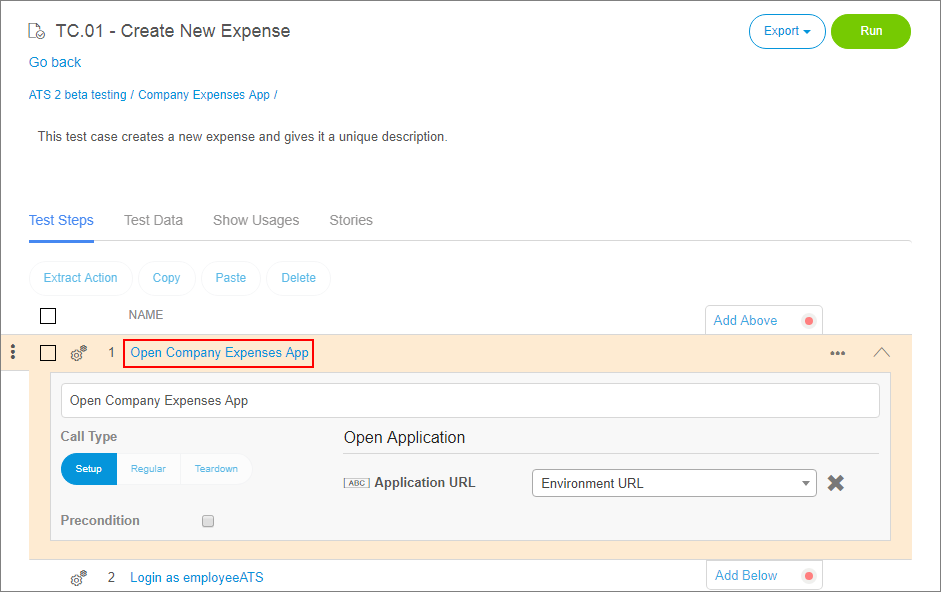 TC.01 - Create New Expense
Export
Run
Go back
ATS 2 beta testing / Company Expenses App /
This test case creates a new expense and gives it a unique description.
Test Steps Test Data Show Usages Stories
Extract Action Copy Paste Delete
NAME
Add Above
1 Open Company Expenses App
Open Company Expenses App
Call Type
Open Application
Setup Regular Teardown
ABC Application URL
Environment URL
Precondition
2 Login as employeeATS
Add Below